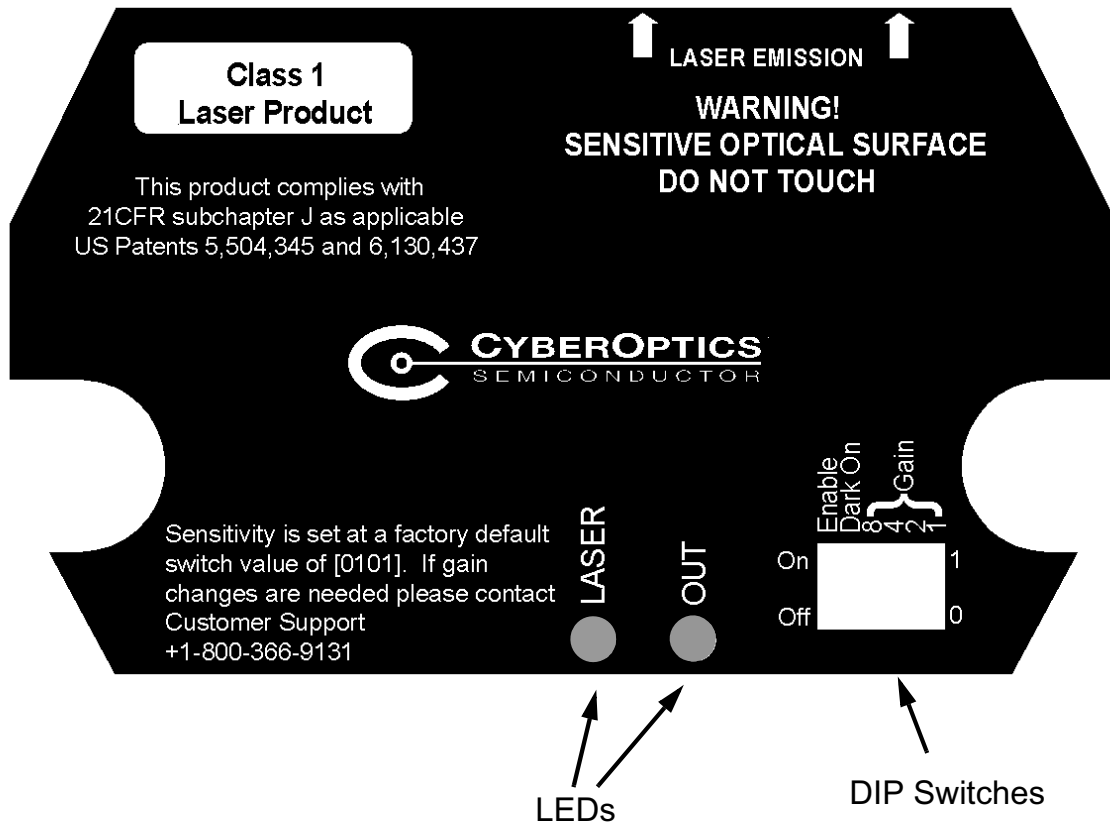 LASER EMISSION
Class 1
Laser Product
WARNING!
SENSITIVE OPTICAL SURFACE
DO NOT TOUCH
This product complies with
21CFR subchapter J as applicable
US Patents 5,504,345 and 6,130,437
CYBEROPTICS
SEMICONDUCTOR
Sensitivity is set at a factory default
switch value of [0101]. If gain
changes are needed please contact
Customer Support
+1-800-366-9131
LASER
OUT
Enable
Dark On
Gain
8 4 2 1
On 1
Off 0
LEDs
DIP Switches